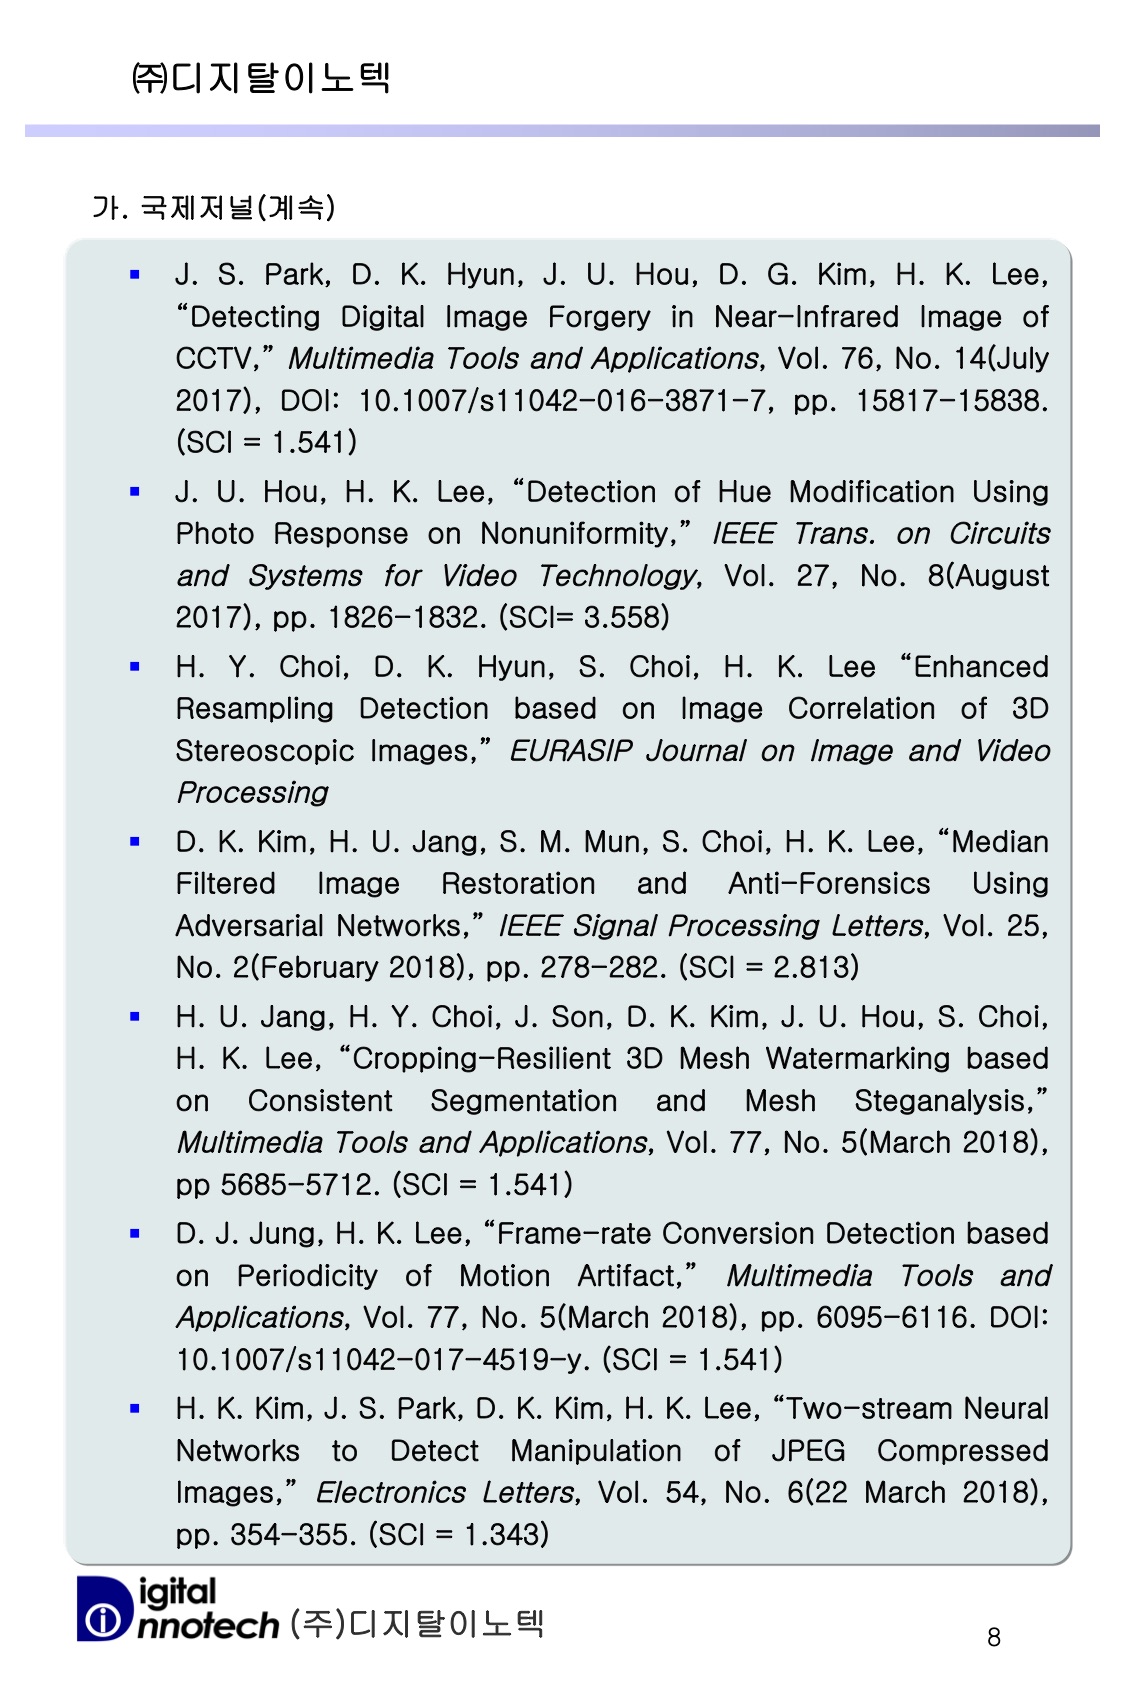 ㈜디지탈이노텍
가. 국제저널(계속)
▪ J. S. Park, D. K. Hyun, J. U. Hou, D. G. Kim, H. K. Lee,
“Detecting Digital Image Forgery in Near-Infrared Image of
CCTV,” Multimedia Tools and Applications, Vol. 76, No. 14(July
2017), DOI: 10.1007/s11042-016-3871-7, pp. 15817-15838.
(SCI = 1.541)
▪ J. U. Hou, H. K. Lee, “Detection of Hue Modification Using
Photo Response on Nonuniformity,” IEEE Trans. on Circuits
and Systems for Video Technology, Vol. 27, No. 8(August
2017), pp. 1826-1832. (SCI= 3.558)
▪ H. Y. Choi, D. K. Hyun, S. Choi, H. K. Lee “Enhanced
Resampling Detection based on Image Correlation of 3D
Stereoscopic Images,” EURASIP Journal on Image and Video
Processing
▪ D. K. Kim, H. U. Jang, S. M. Mun, S. Choi, H. K. Lee, “Median
Filtered Image Restoration and Anti-Forensics Using
Adversarial Networks,” IEEE Signal Processing Letters, Vol. 25,
No. 2(February 2018), pp. 278-282. (SCI = 2.813)
▪ H. U. Jang, H. Y. Choi, J. Son, D. K. Kim, J. U. Hou, S. Choi,
H. K. Lee, “Cropping-Resilient 3D Mesh Watermarking based
on Consistent Segmentation and Mesh Steganalysis,”
Multimedia Tools and Applications, Vol. 77, No. 5(March 2018),
pp 5685-5712. (SCI = 1.541)
▪ D. J. Jung, H. K. Lee, “Frame-rate Conversion Detection based
on Periodicity of Motion Artifact,” Multimedia Tools and
Applications, Vol. 77, No. 5(March 2018), pp. 6095-6116. DOI:
10.1007/s11042-017-4519-y. (SCI = 1.541)
▪ H. K. Kim, J. S. Park, D. K. Kim, H. K. Lee, “Two-stream Neural
Networks to Detect Manipulation of JPEG Compressed
Images,” Electronics Letters, Vol. 54, No. 6(22 March 2018),
pp. 354-355. (SCI = 1.343)
Digital
innotech (주)디지탈이노텍
8